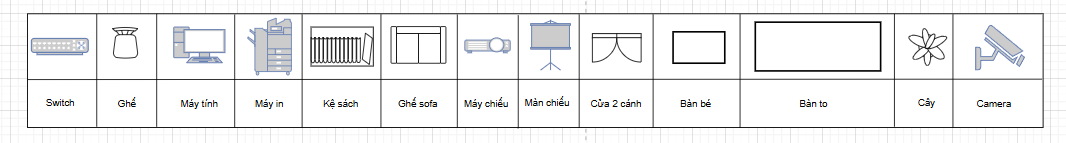 Switch
Ghế
Máy tính
Máy in
Kệ sách
Ghế sofa
Máy chiếu
Màn chiếu
Cửa 2 cánh
Bàn bé
Bàn to
Cây
Camera